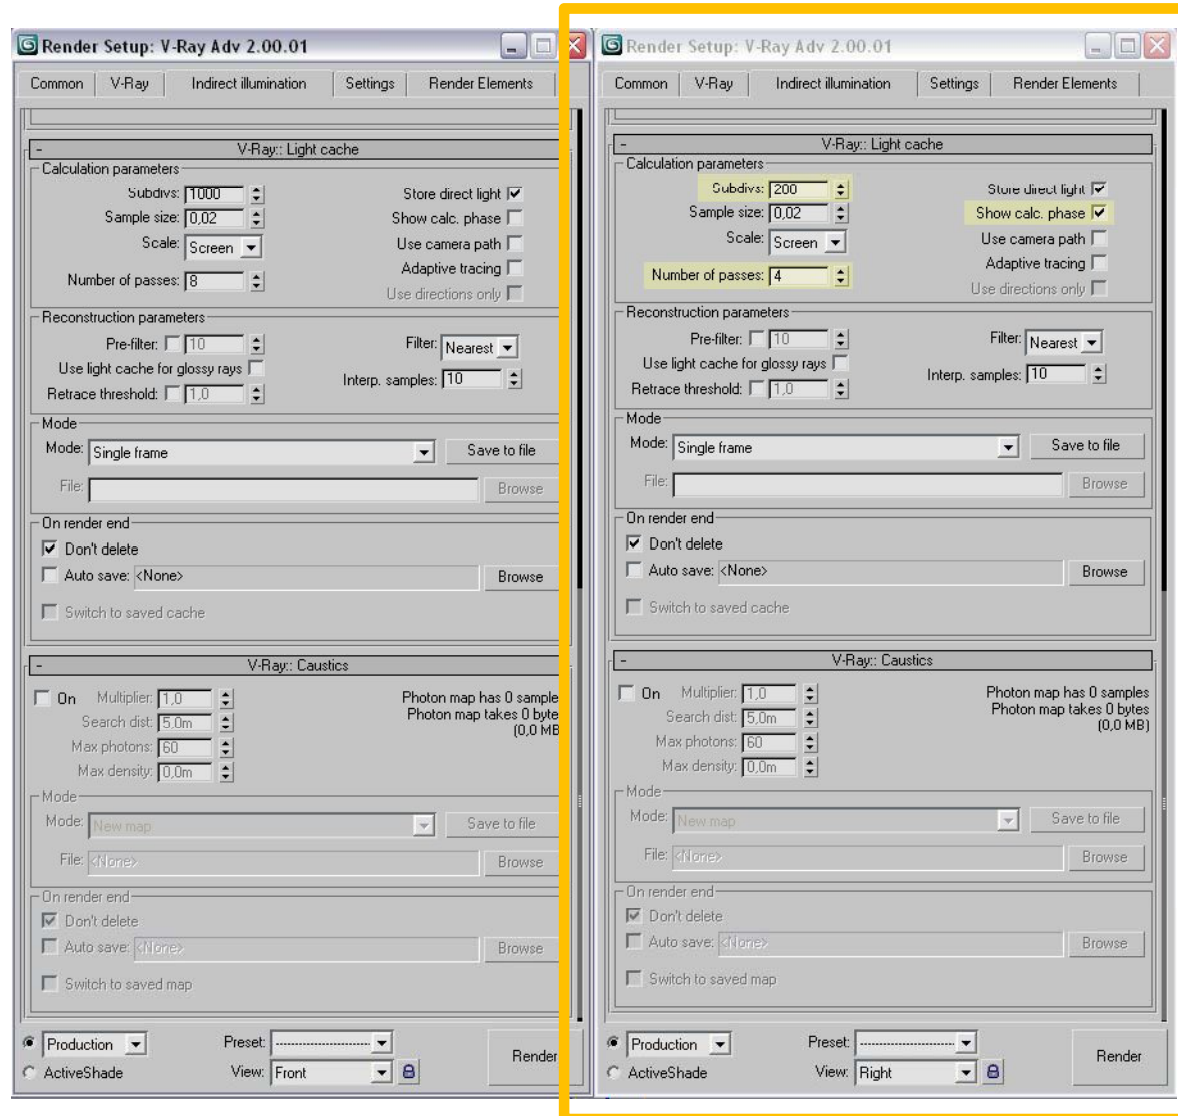 Render Setup: V-Ray Adv 2.00.01
Common V-Ray Indirect illumination Settings Render Elements
- V-Ray:: Light cache
Calculation parameters
Subdivs: 1000 Store direct light
Sample size: 0,02 Show calc. phase
Scale: Screen Use camera path
Adaptive tracing
Number of passes: 8
Use directions only
Reconstruction parameters
Pre-filter: 10 Filter: Nearest
Use light cache for glossy rays
Interp. samples: 10
Retrace threshold: 1,0
Mode
Mode: Single frame Save to file
File: Browse
On render end
Don't delete
Auto save: <None> Browse
Switch to saved cache
- V-Ray:: Caustics
On Multiplier: 1,0 Photon map has 0 sample
Search dist: 5,0m Photon map takes 0 byte
(0,0 MB
Max photons: 60
Max density: 0,0m
Mode
Mode: New map Save to file
File: <None> Browse
On render end
Don't delete
Auto save: <None> Browse
Switch to saved map
Production Preset: ----------------------
Render
ActiveShade View: Front
Render Setup: V-Ray Adv 2.00.01
Common V-Ray Indirect illumination Settings Render Elements
- V-Ray:: Light cache
Calculation parameters
Subdivs: 200 Store direct light
Sample size: 0,02 Show calc. phase
Scale: Screen Use camera path
Adaptive tracing
Number of passes: 4
Use directions only
Reconstruction parameters
Pre-filter: 10 Filter: Nearest
Use light cache for glossy rays
Interp. samples: 10
Retrace threshold: 1,0
Mode
Mode: Single frame Save to file
File: Browse
On render end
Don't delete
Auto save: <None> Browse
Switch to saved cache
- V-Ray:: Caustics
On Multiplier: 1,0 Photon map has 0 samples
Search dist: 5,0m Photon map takes 0 bytes
(0,0 MB)
Max photons: 60
Max density: 0,0m
Mode
Mode: New map Save to file
File: <None> Browse
On render end
Don't delete
Auto save: <None> Browse
Switch to saved map
Production Preset: ----------------------
Render
ActiveShade View: Right